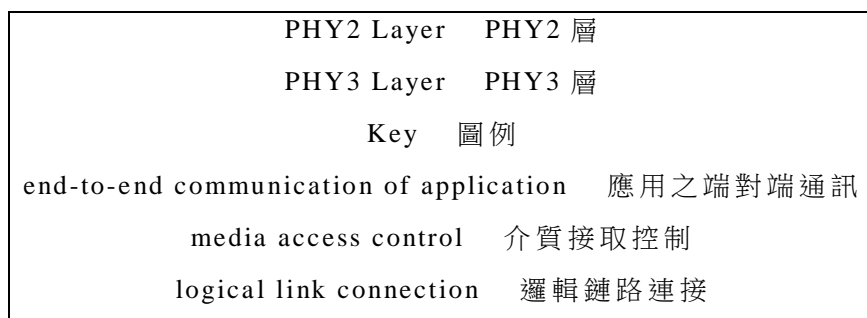 PHY2 Layer PHY2 層
PHY3 Layer PHY3 層
Key 圖例
end-to-end communication of application 應用之端對端通訊
media access control 介質接取控制
logical link connection 邏輯鏈路連接